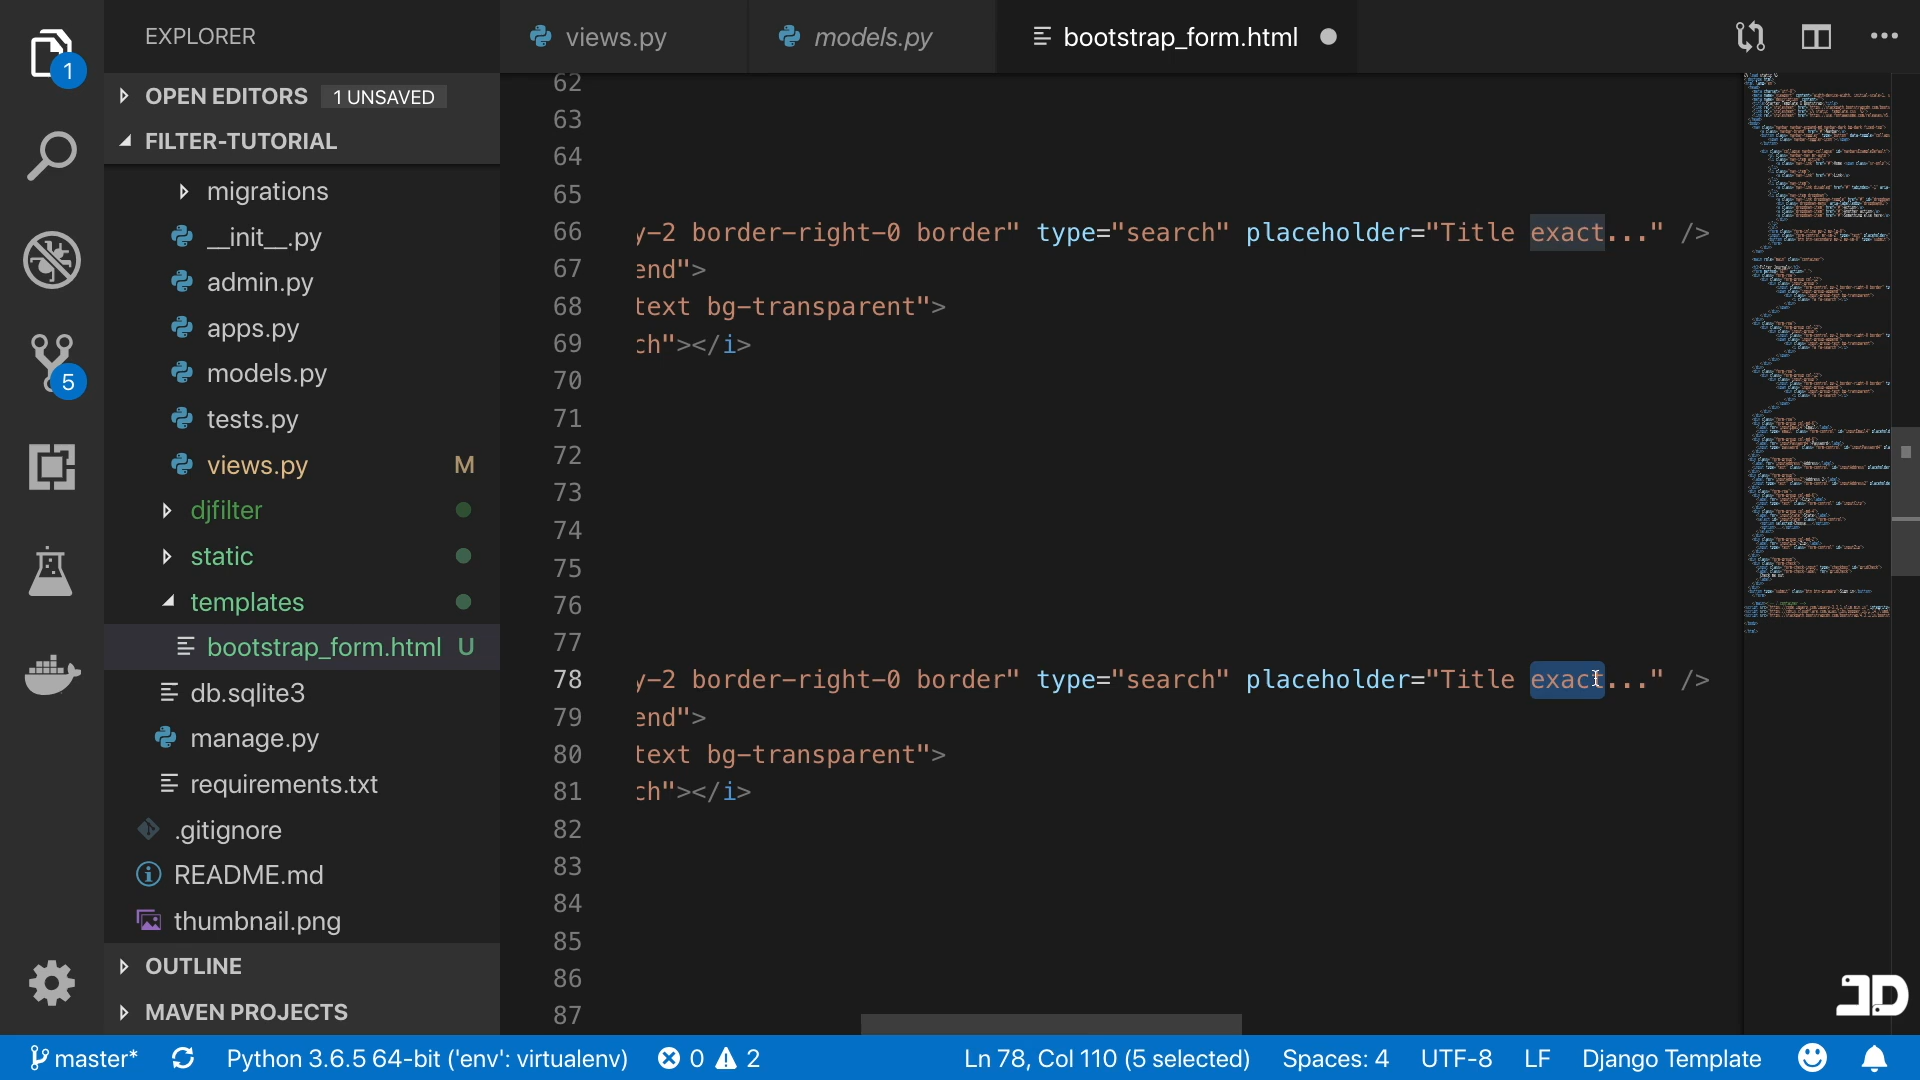 EXPLORER
views.py
models.py
bootstrap_form.html
1
OPEN EDITORS
1 UNSAVED
FILTER-TUTORIAL
migrations
__init__.py
admin.py
apps.py
models.py
tests.py
views.py M
djfilter
static
templates
bootstrap_form.html U
db.sqlite3
manage.py
requirements.txt
.gitignore
README.md
thumbnail.png
OUTLINE
MAVEN PROJECTS
5
62
63
64
65
66 y-2 border-right-0 border" type="search" placeholder="Title exact..." />
67 end">
68 text bg-transparent">
69 ch"></i>
70
71
72
73
74
75
76
77
78 y-2 border-right-0 border" type="search" placeholder="Title exact..." />
79 end">
80 text bg-transparent">
81 ch"></i>
82
83
84
85
86
87
JD
master*
Python 3.6.5 64-bit ('env': virtualenv)
0
2
Ln 78, Col 110 (5 selected)
Spaces: 4
UTF-8
LF
Django Template